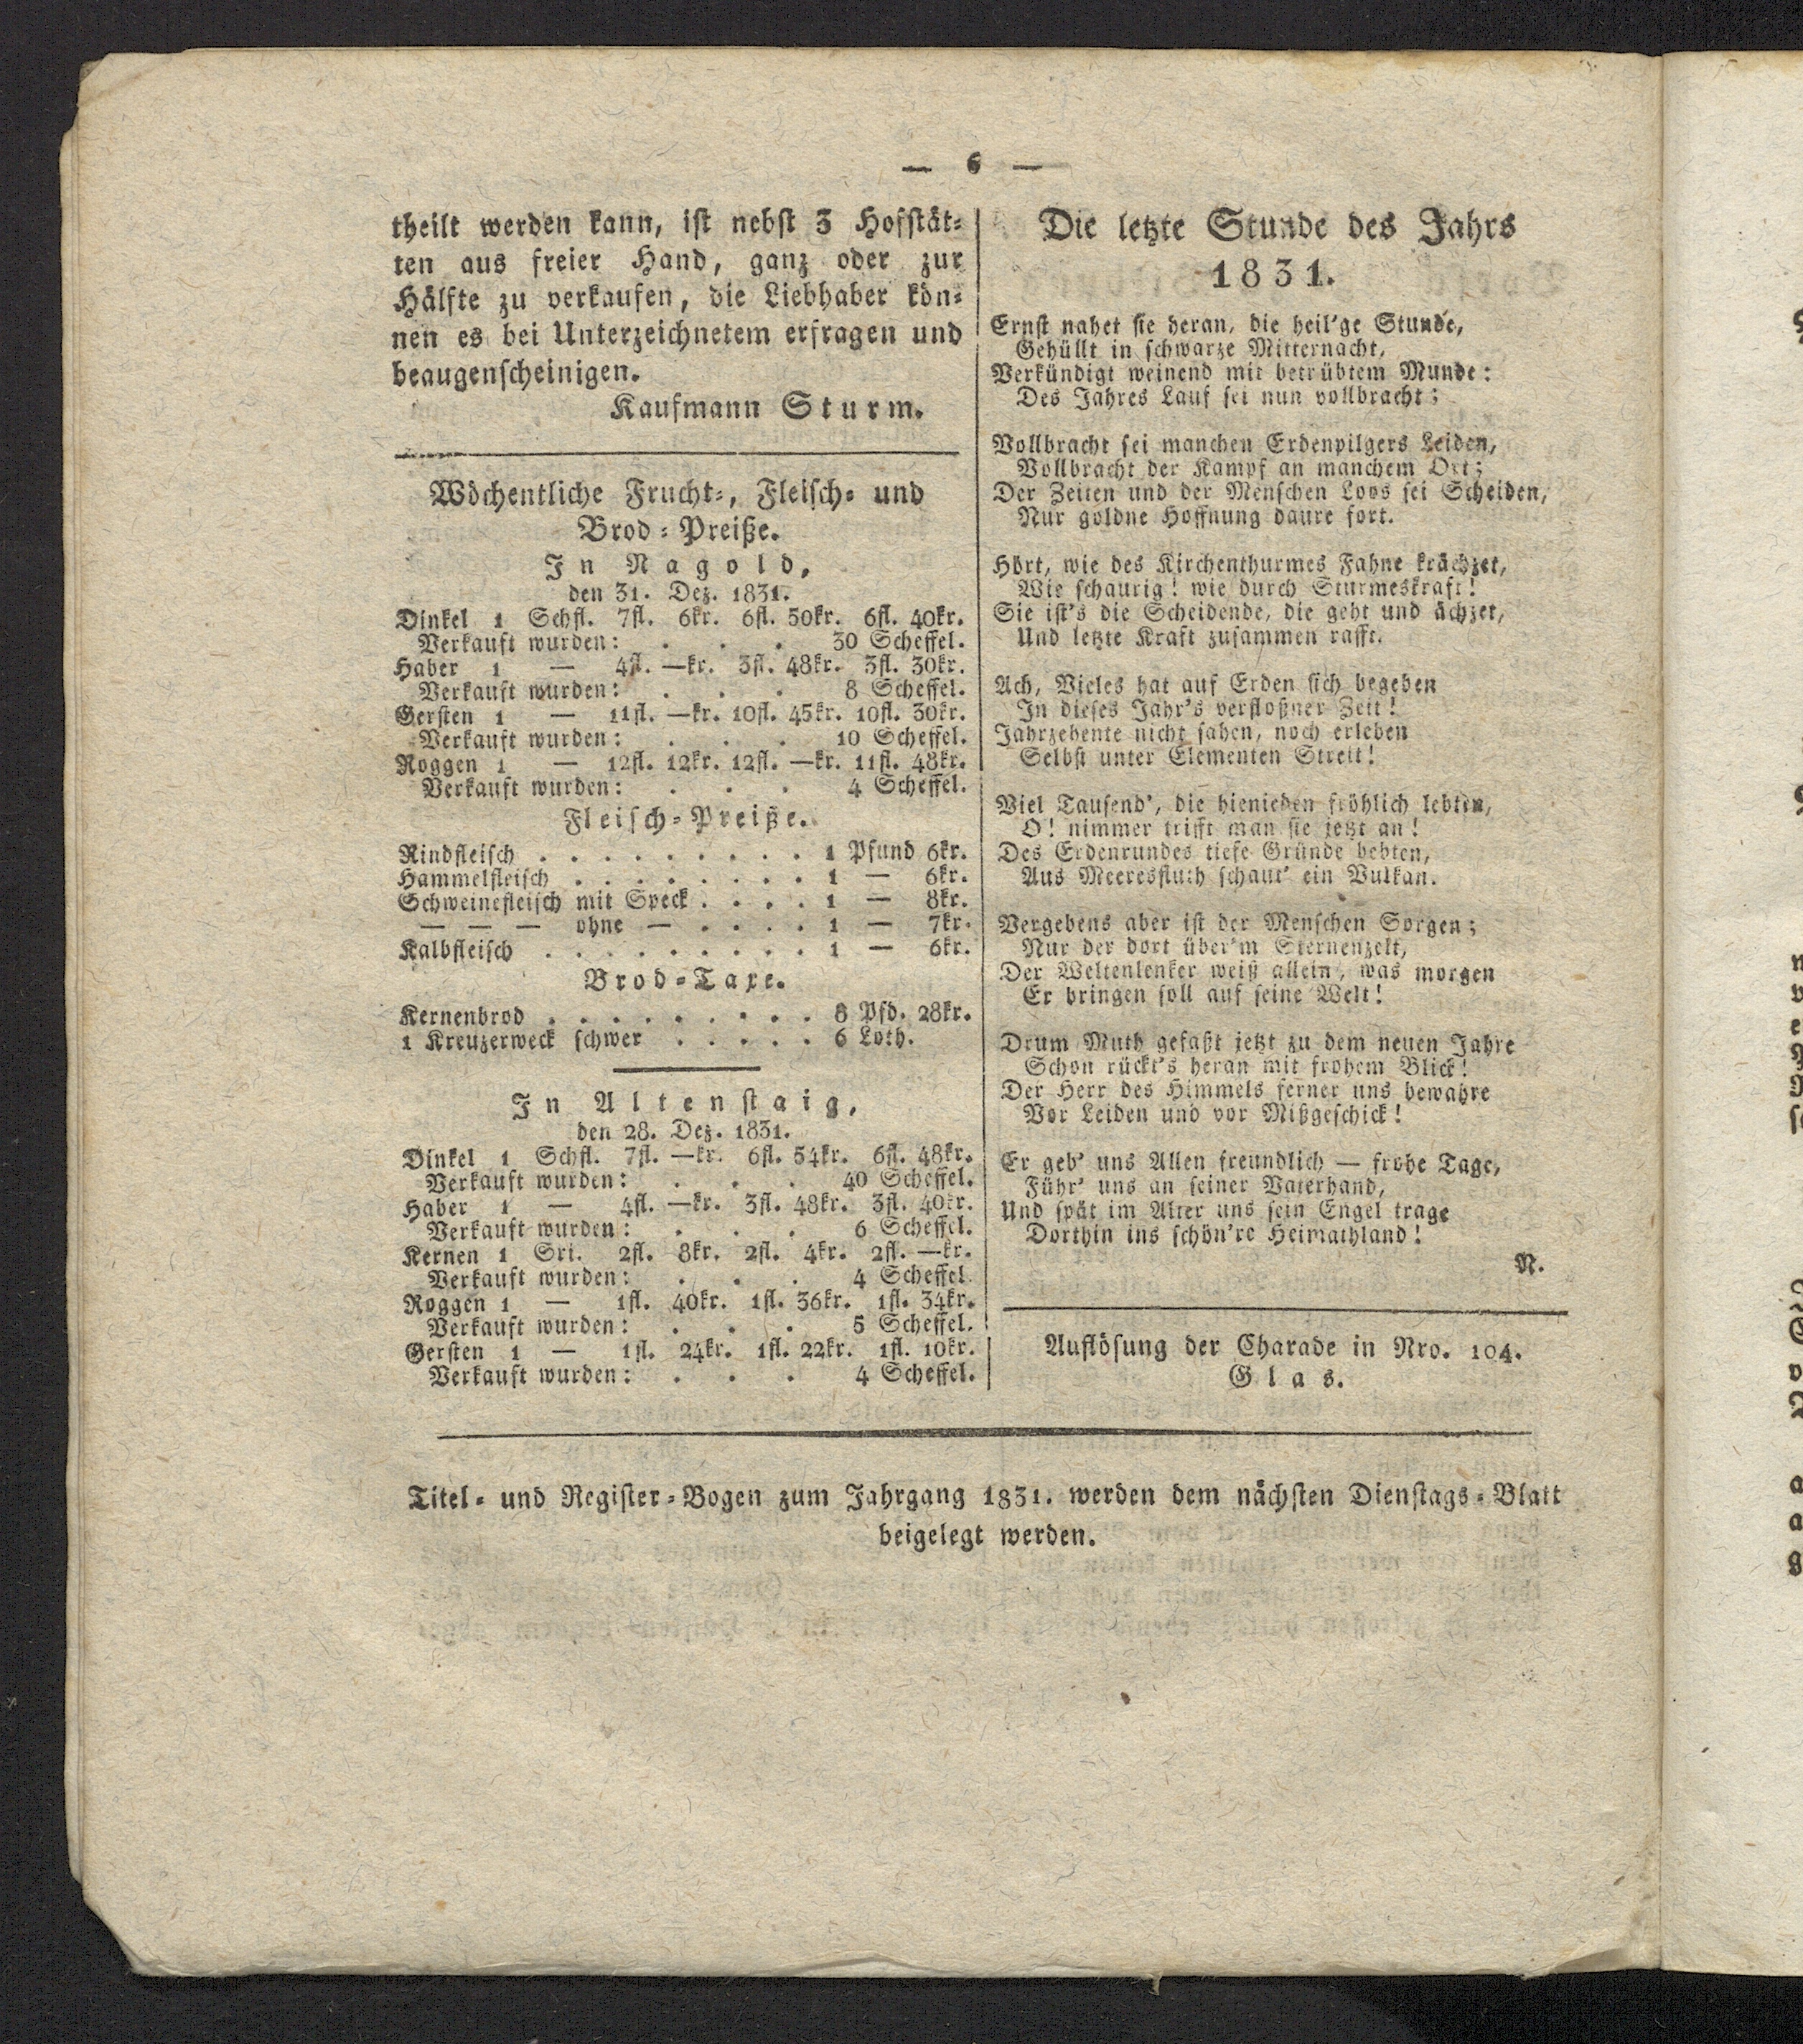 — 6 —
theilt werden kann, ist nebst 3 Hofstät-
ten aus freier Hand, ganz oder zur
Hälfte zu verkaufen, die Liebhaber kön-
nen es bei Unterzeichnetem erfragen und
beaugenscheinigen.
Kaufmann Sturm.
Wöchentliche Frucht-, Fleisch- und
Brod-Preiße.
In Nagold,
den 31. Dez. 1831.
Dinkel 1 Schfl. 7fl. 6kr. 6fl. 50kr. 6fl. 40kr.
Verkauft wurden: . . . 30 Scheffel.
Haber 1 — 4fl. —kr. 3fl. 48kr. 3fl. 30kr.
Verkauft wurden: . . . 8 Scheffel.
Gersten 1 — 11fl. —kr. 10fl. 45kr. 10fl. 30kr.
Verkauft wurden: . . . 10 Scheffel.
Roggen 1 — 12fl. 12kr. 12fl. —kr. 11fl. 48kr.
Verkauft wurden: . . . 4 Scheffel.
Fleisch-Preiße.
Rindfleisch . . . . . . . . . 1 Pfund 6kr.
Hammelfleisch . . . . . . . . 1 — 6kr.
Schweinefleisch mit Speck . . . . 1 — 8kr.
— — — ohne — . . . . 1 — 7kr.
Kalbfleisch . . . . . . . . . 1 — 6kr.
Brod-Taxe.
Kernenbrod . . . . . . . . . 8 Pfd. 28kr.
1 Kreuzerweck schwer . . . . . 6 Loth.
In Altenstaig,
den 28. Dez. 1831.
Dinkel 1 Schfl. 7fl. —kr. 6fl. 54kr. 6fl. 48kr.
Verkauft wurden: . . . 40 Scheffel.
Haber 1 — 4fl. —kr. 3fl. 48kr. 3fl. 40kr.
Verkauft wurden: . . . 6 Scheffel.
Kernen 1 Sri. 2fl. 8kr. 2fl. 4kr. 2fl. —kr.
Verkauft wurden: . . . 4 Scheffel.
Roggen 1 — 1fl. 40kr. 1fl. 36kr. 1fl. 34kr.
Verkauft wurden: . . . 5 Scheffel.
Gersten 1 — 1fl. 24kr. 1fl. 22kr. 1fl. 10kr.
Verkauft wurden: . . . 4 Scheffel.
Die letzte Stunde des Jahrs
1831.
Ernst nahet sie heran, die heil'ge Stunde,
Gehüllt in schwarze Mitternacht,
Verkündigt weinend mit betrübtem Munde:
Des Jahres Lauf sei nun vollbracht;
Vollbracht sei manchen Erdenpilgers Leiden,
Vollbracht der Kampf an manchem Ort;
Der Zeiten und der Menschen Loos sei Scheiden,
Nur goldne Hoffnung daure fort.
Hört, wie des Kirchenthurmes Fahne krächzet,
Wie schaurig! wie durch Sturmeskraft!
Sie ist's die Scheidende, die geht und ächzet,
Und letzte Kraft zusammen rafft.
Ach, Vieles hat auf Erden sich begeben
In dieses Jahr's verfloßner Zeit!
Jahrzehente nicht sahen, noch erleben
Selbst unter Elementen Streit!
Viel Tausend', die hienieden fröhlich lebten,
O! nimmer trifft man sie jetzt an!
Des Erdenrundes tiefe Gründe bebten,
Aus Meeresfluth schaut' ein Vulkan.
Vergebens aber ist der Menschen Sorgen;
Nur der dort über'm Sternenzelt,
Der Weltenlenker weiß allein, was morgen
Er bringen soll auf seine Welt!
Drum Muth gefaßt jetzt zu dem neuen Jahre
Schon rückt's heran mit frohem Blick!
Der Herr des Himmels ferner uns bewahre
Vor Leiden und vor Mißgeschick!
Er geb' uns Allen freundlich — frohe Tage,
Führ' uns an seiner Vaterhand,
Und spät im Alter uns sein Engel trage
Dorthin ins schön're Heimathland!
N.
Auflösung der Charade in Nro. 104.
Glas.
Titel- und Register-Bogen zum Jahrgang 1831. werden dem nächsten Dienstags-Blatt
beigelegt werden.